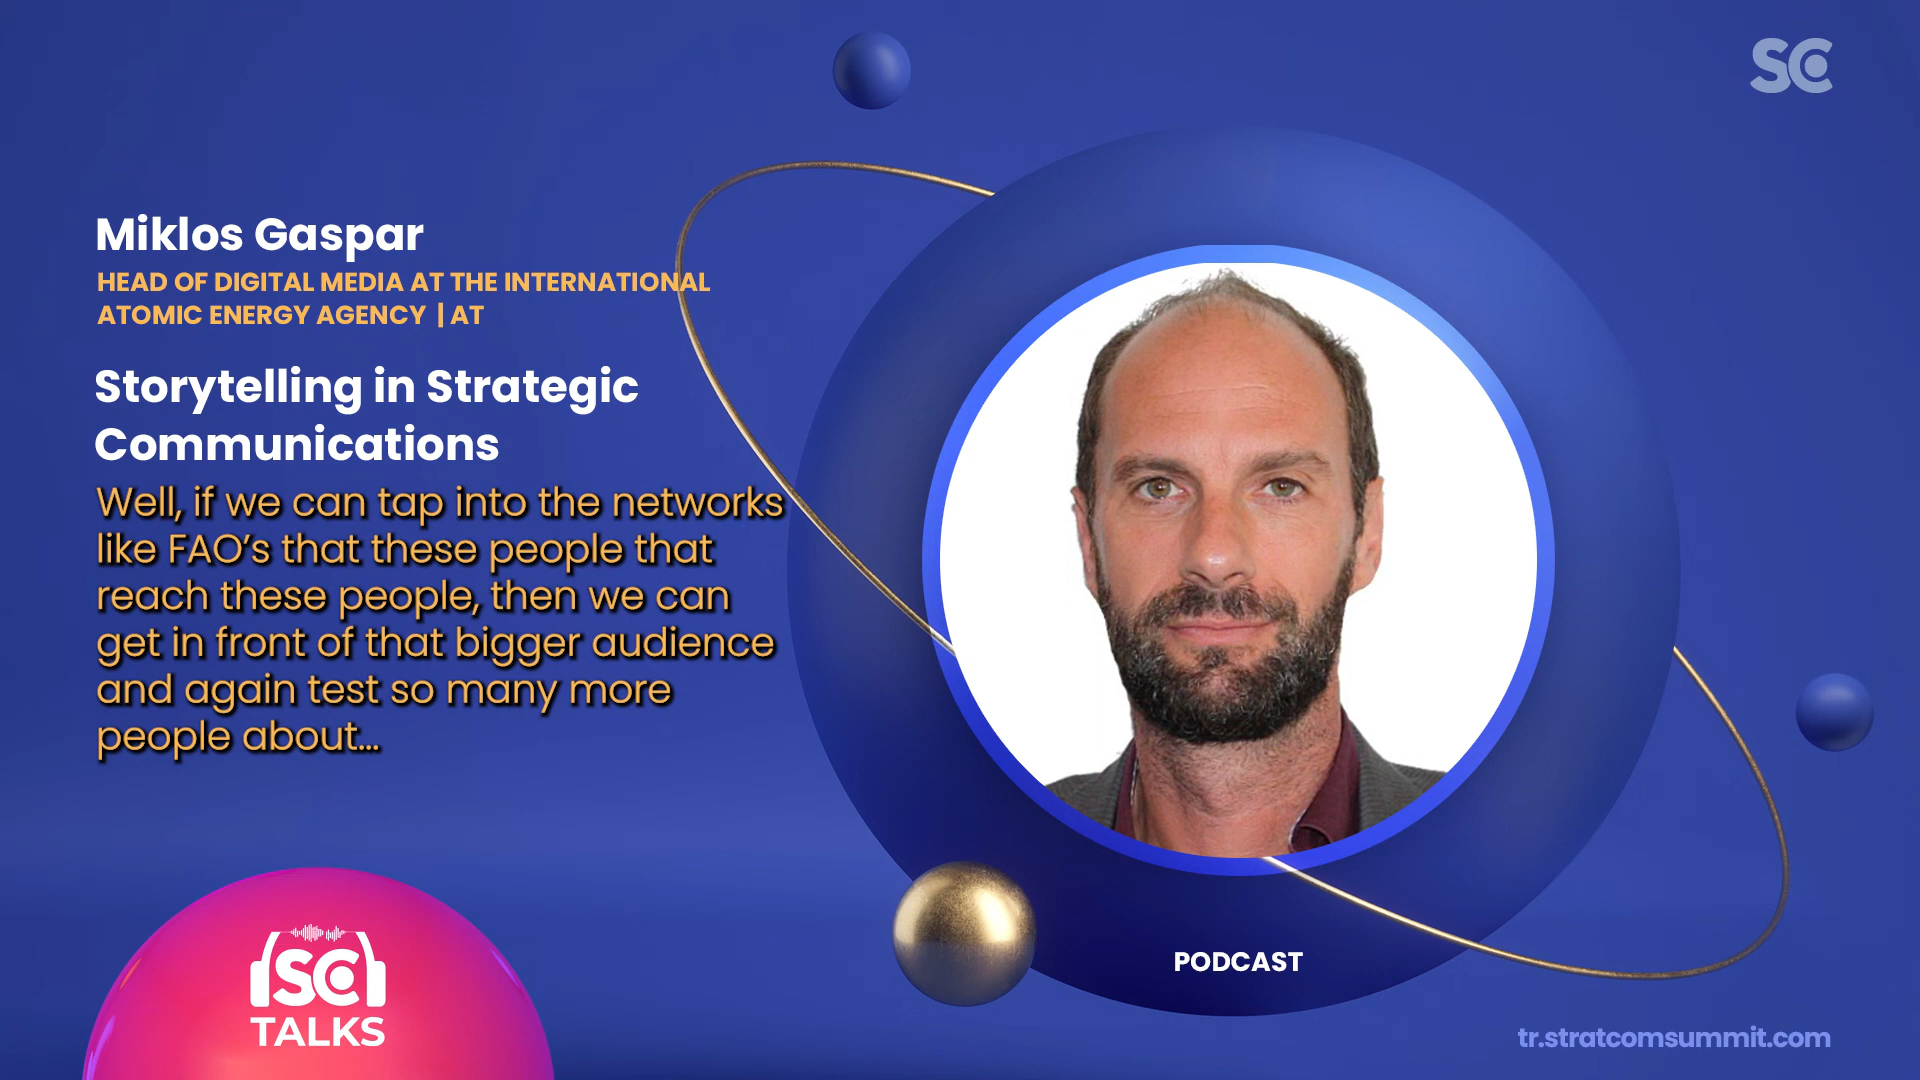 SC
Miklos Gaspar
HEAD OF DIGITAL MEDIA AT THE INTERNATIONAL
ATOMIC ENERGY AGENCY | AT
Storytelling in Strategic
Communications
Well, if we can tap into the networks
like FAO’s that these people that
reach these people, then we can
get in front of that bigger audience
and again test so many more
people about...
SC
TALKS
PODCAST
tr.stratcomsummit.com